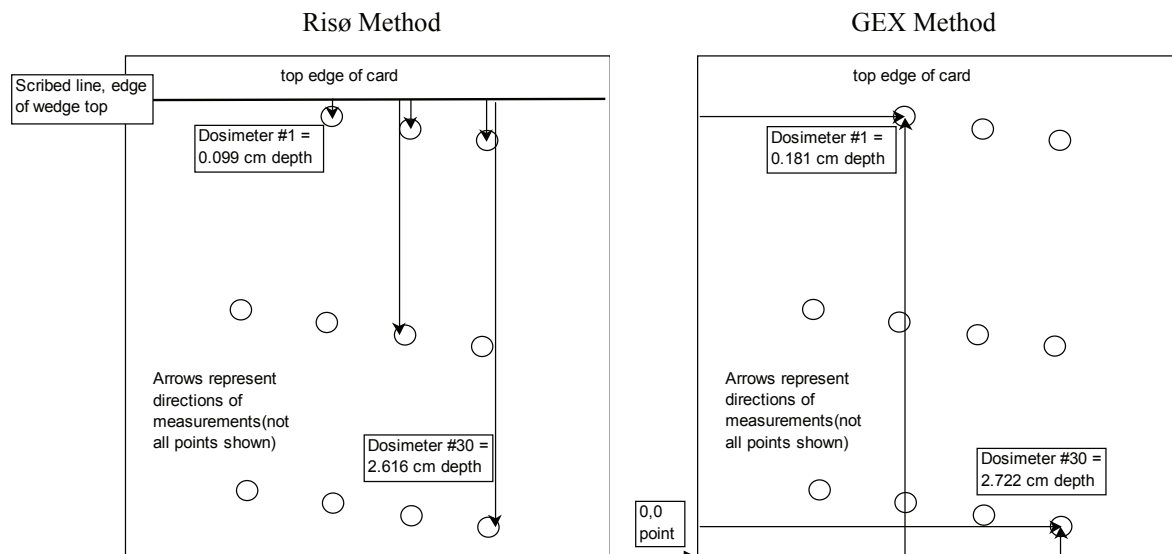 Risø Method
GEX Method
Scribed line, edge
of wedge top
top edge of card
Dosimeter #1 =
0.099 cm depth
Arrows represent
directions of
measurements(not
all points shown)
Dosimeter #30 =
2.616 cm depth
top edge of card
Dosimeter #1 =
0.181 cm depth
Arrows represent
directions of
measurements(not
all points shown)
Dosimeter #30 =
2.722 cm depth
0,0
point